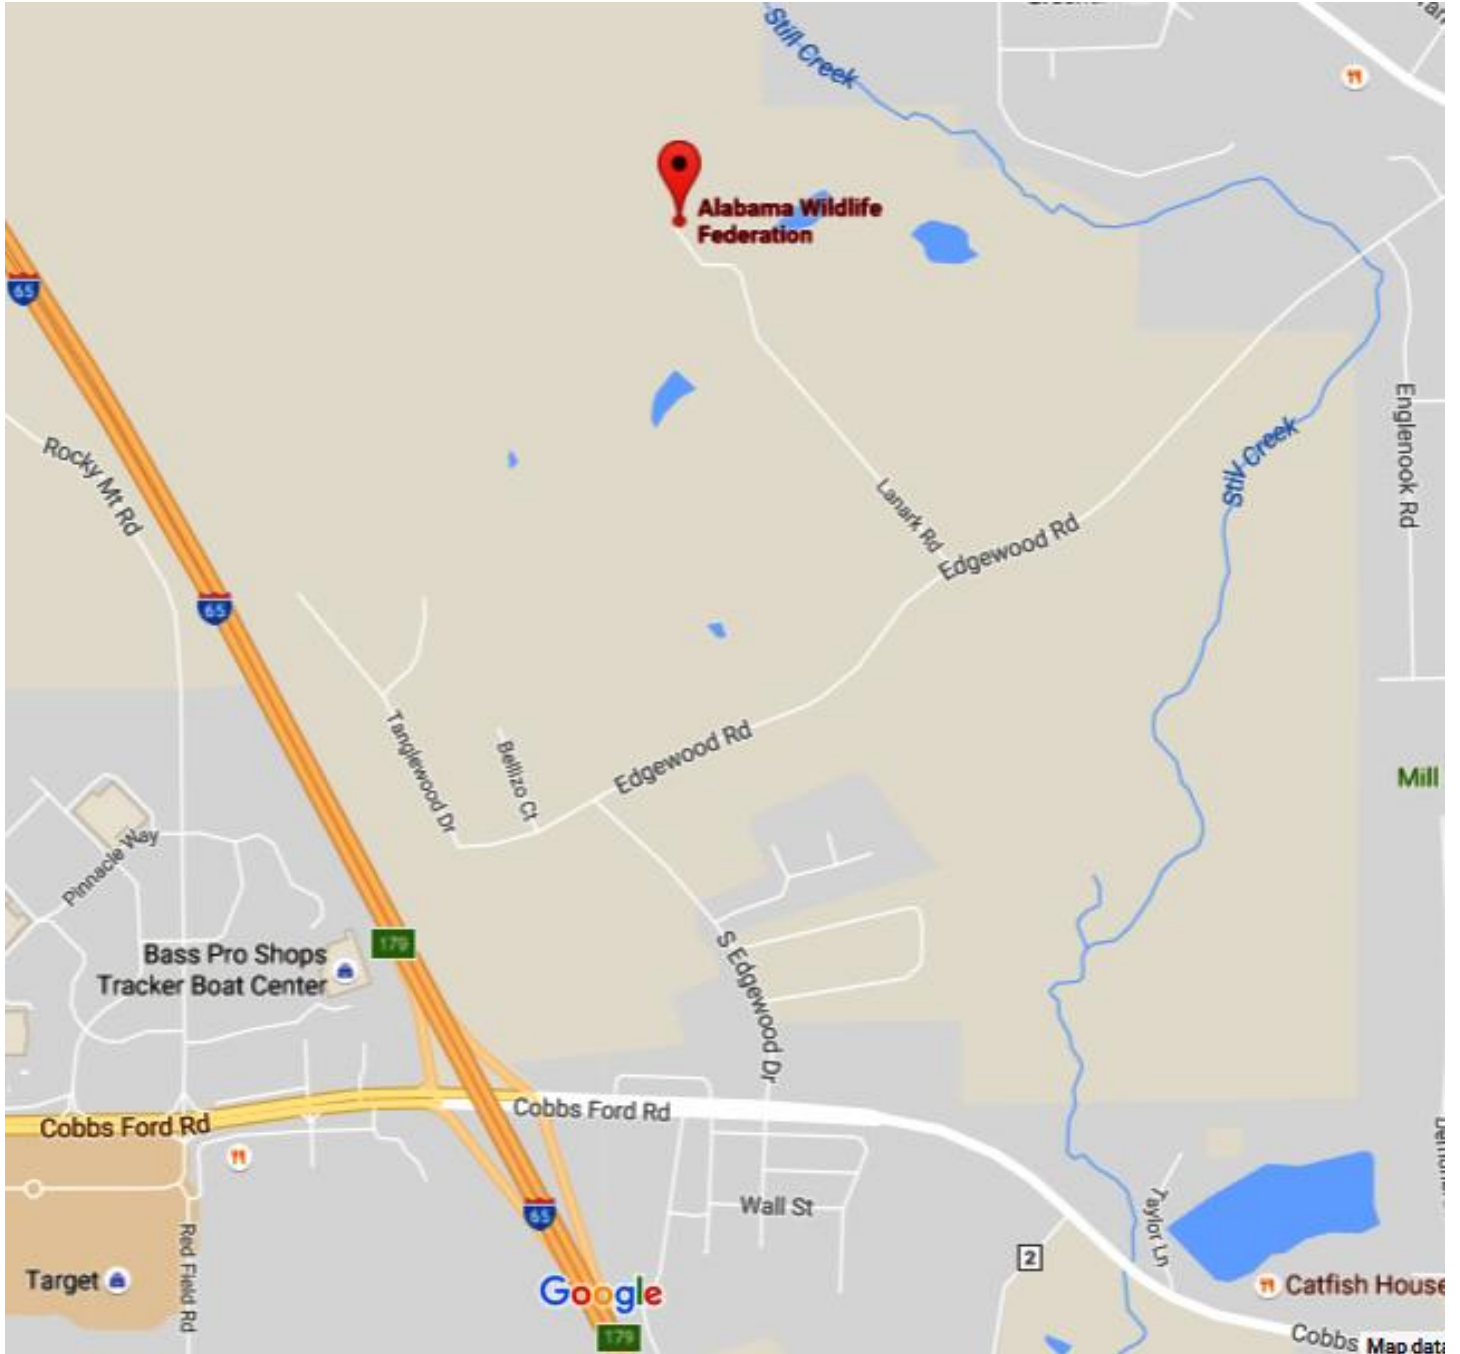 Still Creek
Alabama Wildlife
Federation
65
Rocky Mt Rd
Englenook Rd
Still Creek
Lanark Rd
Edgewood Rd
65
Tanglewood Dr
Bellizo Ct
Edgewood Rd
Mill
Pinnacle Way
179
Bass Pro Shops
Tracker Boat Center
S Edgewood Dr
Cobbs Ford Rd
Cobbs Ford Rd
Wall St
65
Taylor Ln
2
Red Field Rd
Target
Google
Catfish House
179
Cobbs
Map data